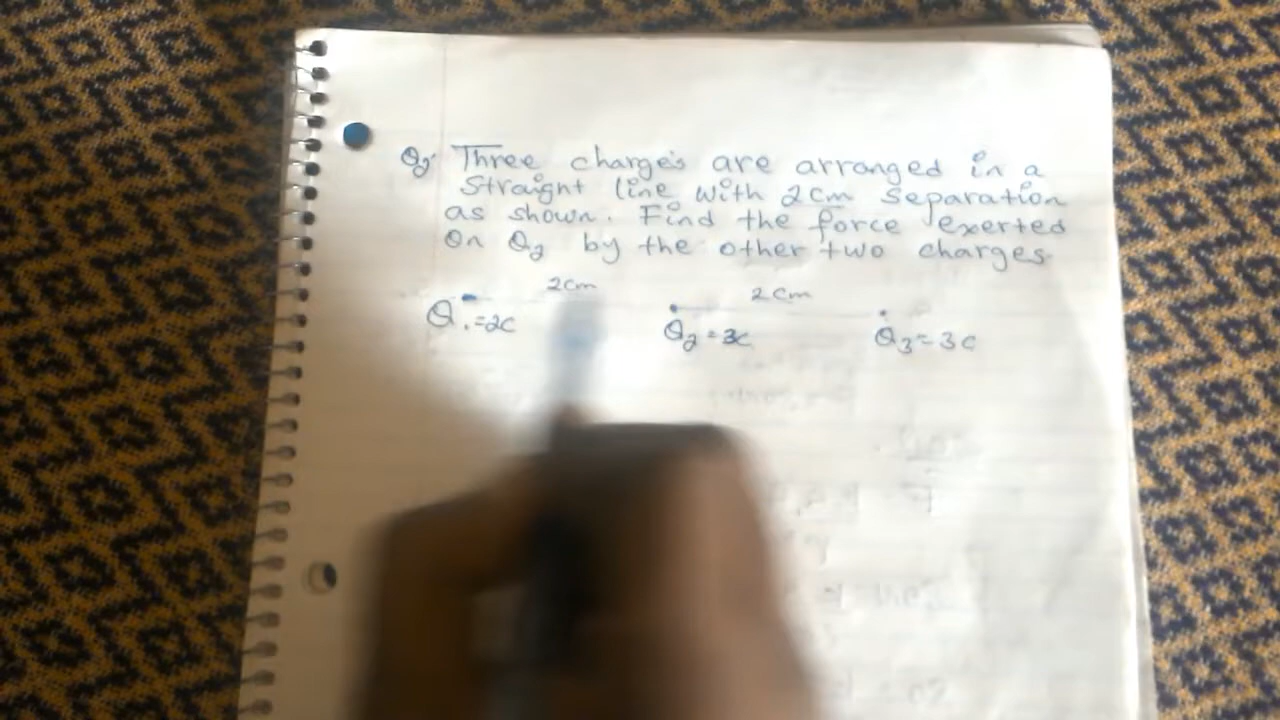 Q, Three charges are arranged in a
Straight line with 2cm separation
as shown. Find the force exerted
on Q2 by the other two charges.
2cm 2cm
Q1=2C Q2=3C Q3=3C